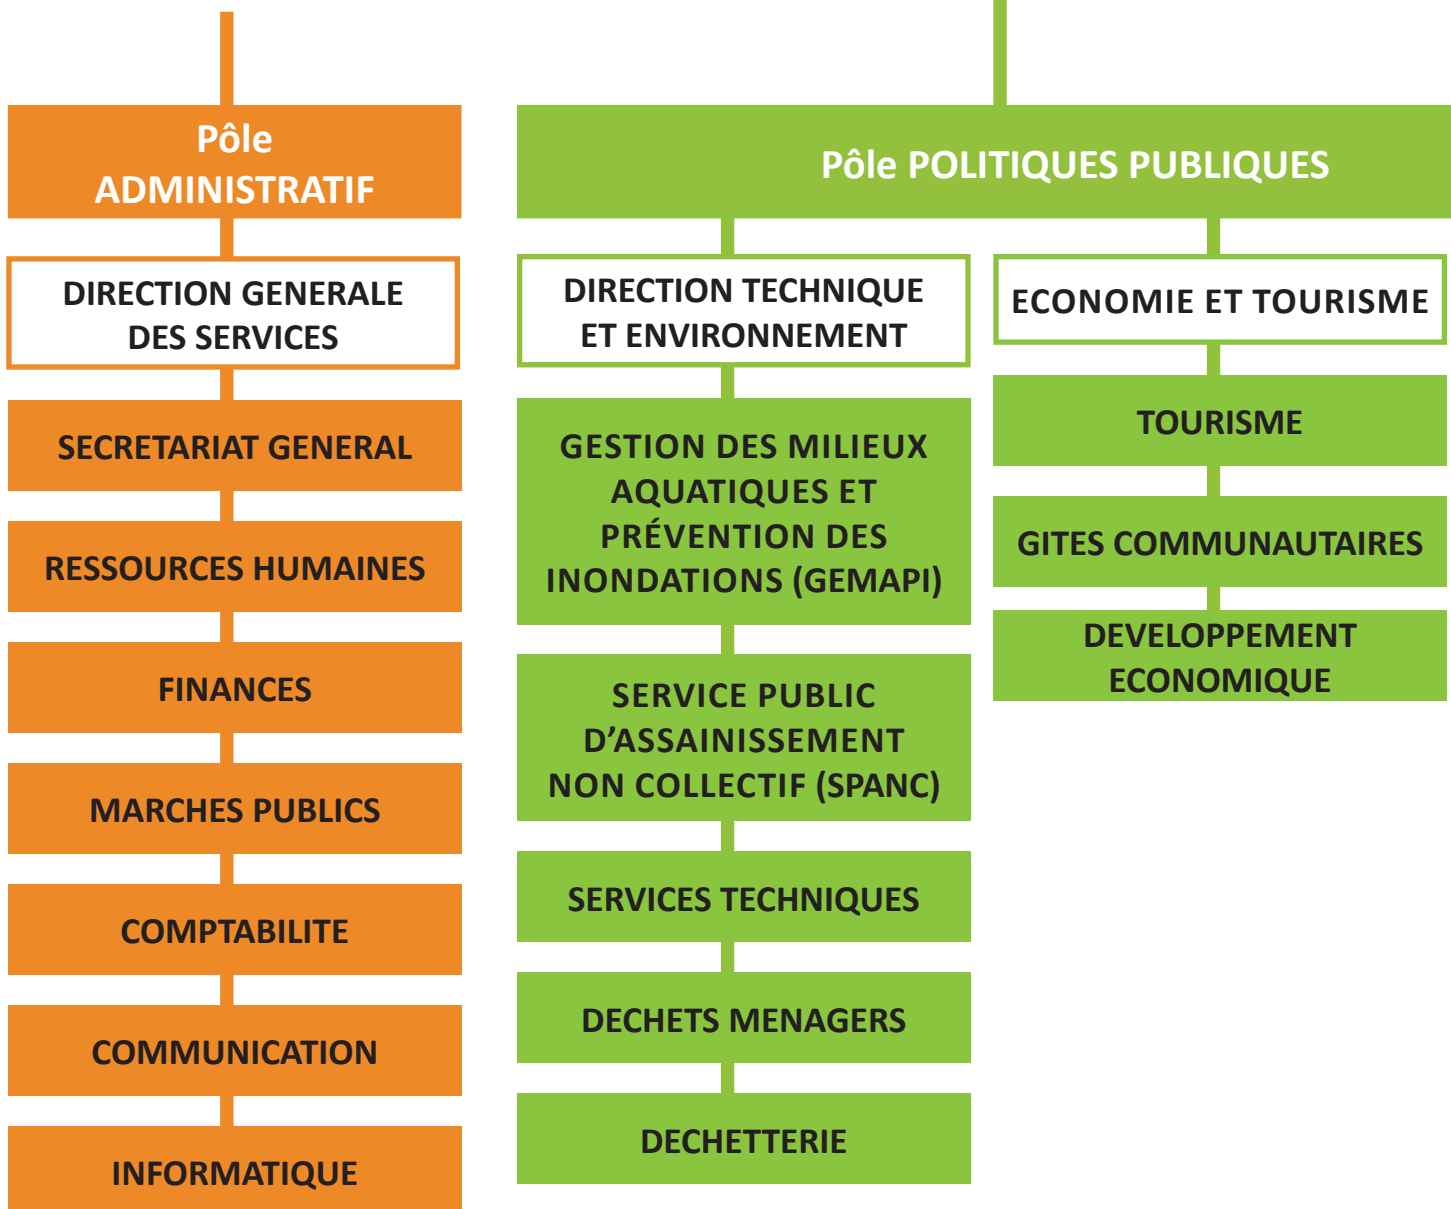 Pôle
ADMINISTRATIF
DIRECTION GENERALE
DES SERVICES
SECRETARIAT GENERAL
RESSOURCES HUMAINES
FINANCES
MARCHES PUBLICS
COMPTABILITE
COMMUNICATION
INFORMATIQUE
Pôle POLITIQUES PUBLIQUES
DIRECTION TECHNIQUE
ET ENVIRONNEMENT
GESTION DES MILIEUX
AQUATIQUES ET
PRÉVENTION DES
INONDATIONS (GEMAPI)
SERVICE PUBLIC
D’ASSAINISSEMENT
NON COLLECTIF (SPANC)
SERVICES TECHNIQUES
DECHETS MENAGERS
DECHETTERIE
ECONOMIE ET TOURISME
TOURISME
GITES COMMUNAUTAIRES
DEVELOPPEMENT
ECONOMIQUE